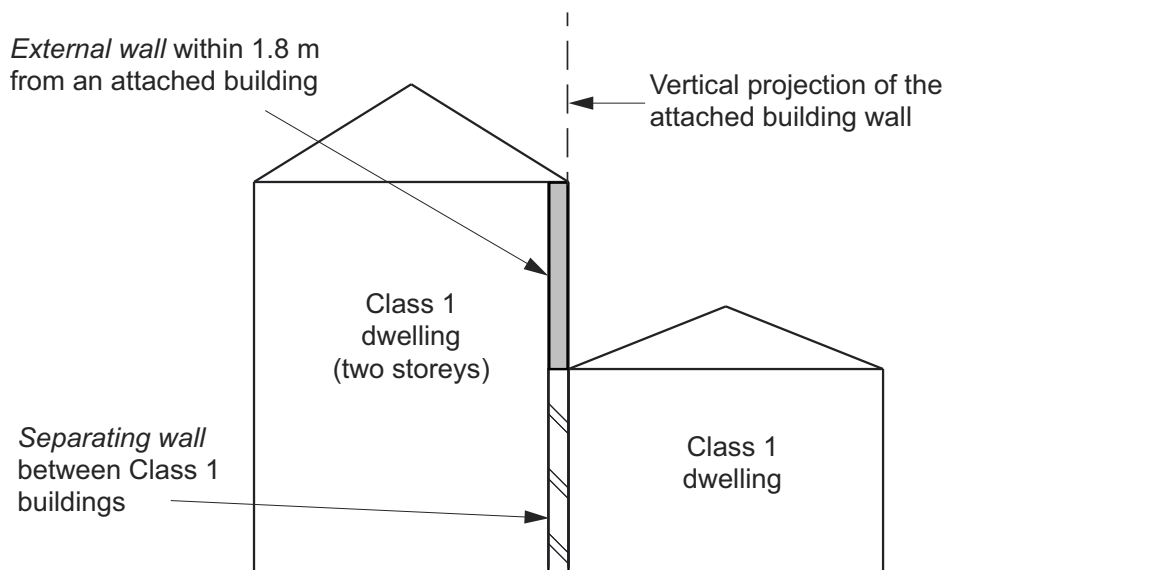 External wall within 1.8 m
from an attached building
Vertical projection of the
attached building wall
Class 1
dwelling
(two storeys)
Separating wall
between Class 1
buildings
Class 1
dwelling